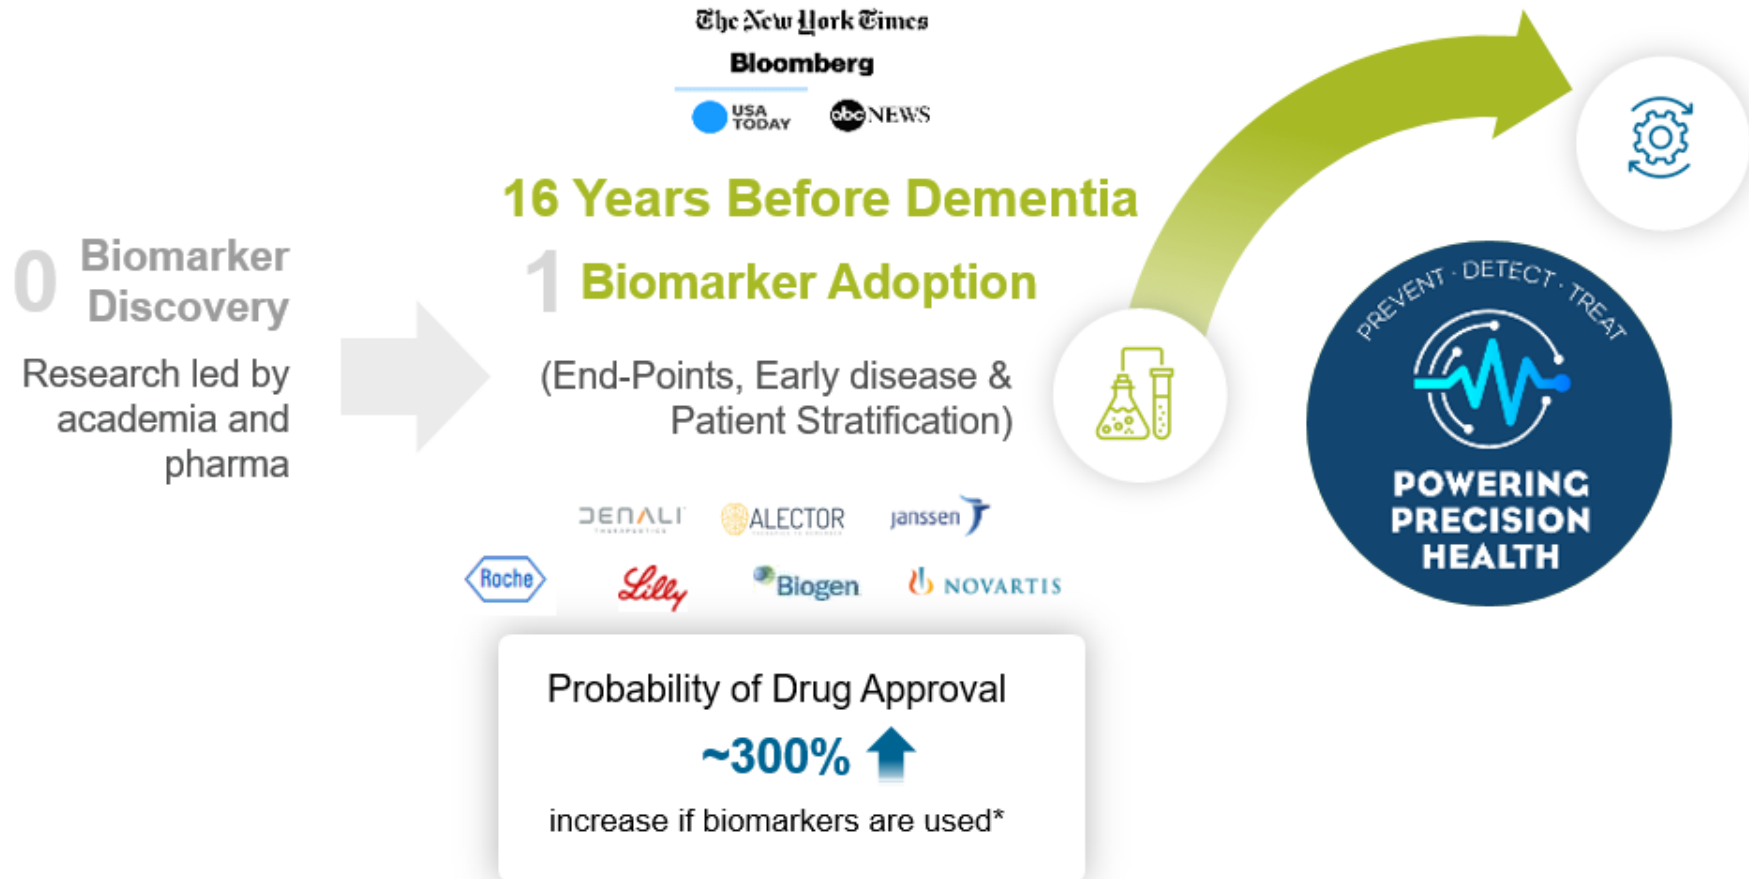 The New York Times
Bloomberg
USA
TODAY
abc NEWS
16 Years Before Dementia
0
Biomarker
Discovery
Research led by
academia and
pharma
1 Biomarker Adoption
(End-Points, Early disease &
Patient Stratification)
DENALI
THERAPEUTICS
ALECTOR
janssen
Roche
Lilly
Biogen
NOVARTIS
Probability of Drug Approval
~300%
increase if biomarkers are used*
PREVENT · DETECT · TREAT
POWERING
PRECISION
HEALTH